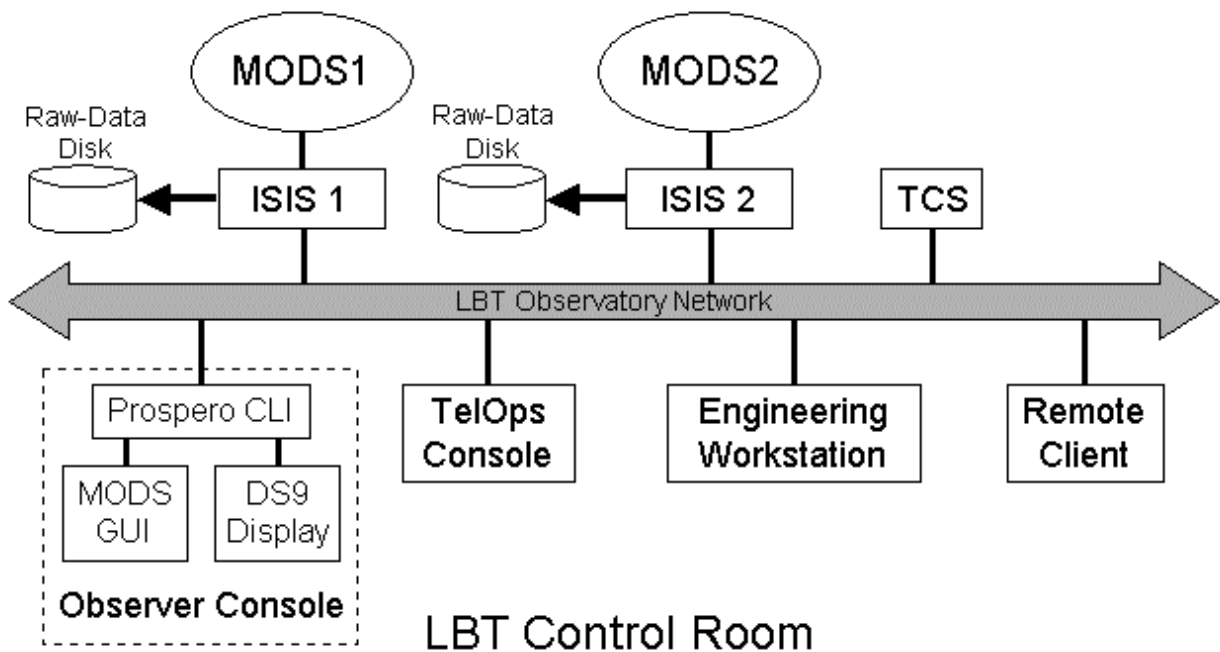 MODS1
MODS2
Raw-Data
Disk
Raw-Data
Disk
ISIS 1
ISIS 2
TCS
LBT Observatory Network
Prospero CLI
MODS
GUI
DS9
Display
Observer Console
TelOps
Console
Engineering
Workstation
Remote
Client
LBT Control Room